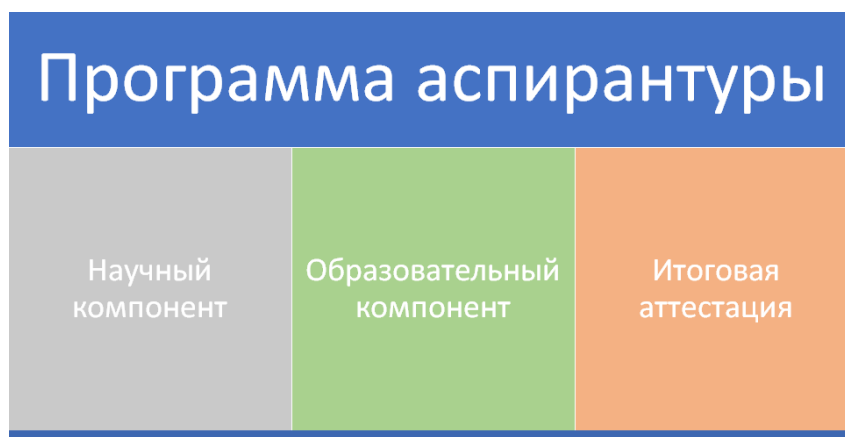 Программа аспирантуры
Научный
компонент
Образовательный
компонент
Итоговая
аттестация